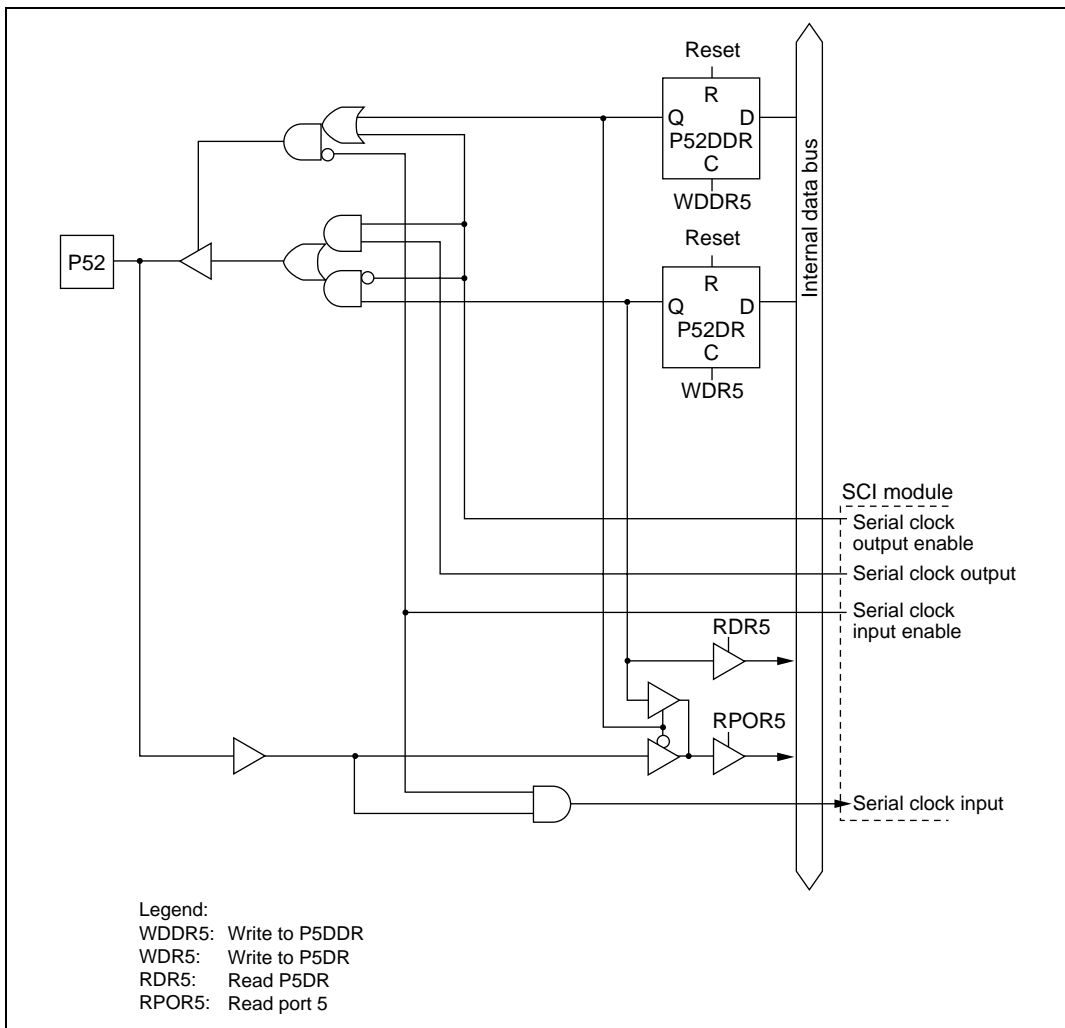 Reset
R
Q D
P52DDR
C
WDDR5
Reset
R
Q D
P52DR
C
WDR5
P52
Internal data bus
SCI module
Serial clock
output enable
Serial clock output
Serial clock
input enable
RDR5
RPOR5
Serial clock input
Legend:
WDDR5: Write to P5DDR
WDR5: Write to P5DR
RDR5: Read P5DR
RPOR5: Read port 5